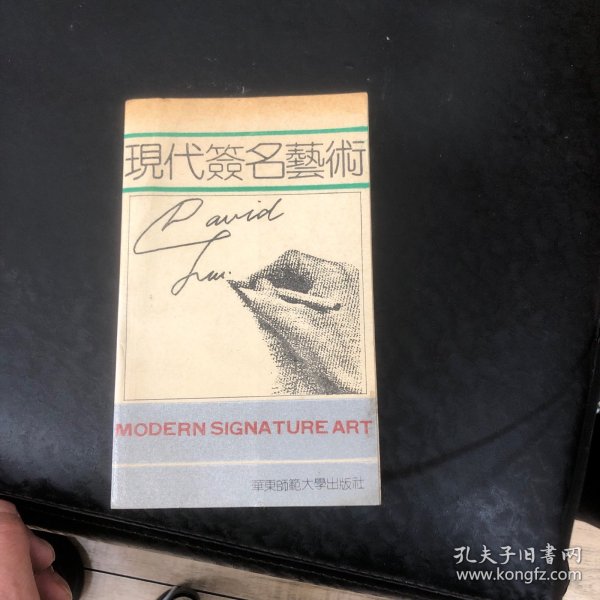 現代簽名藝術
David
MODERN SIGNATURE ART
華東師範大學出版社
孔夫子旧书网
www.kongfz.com